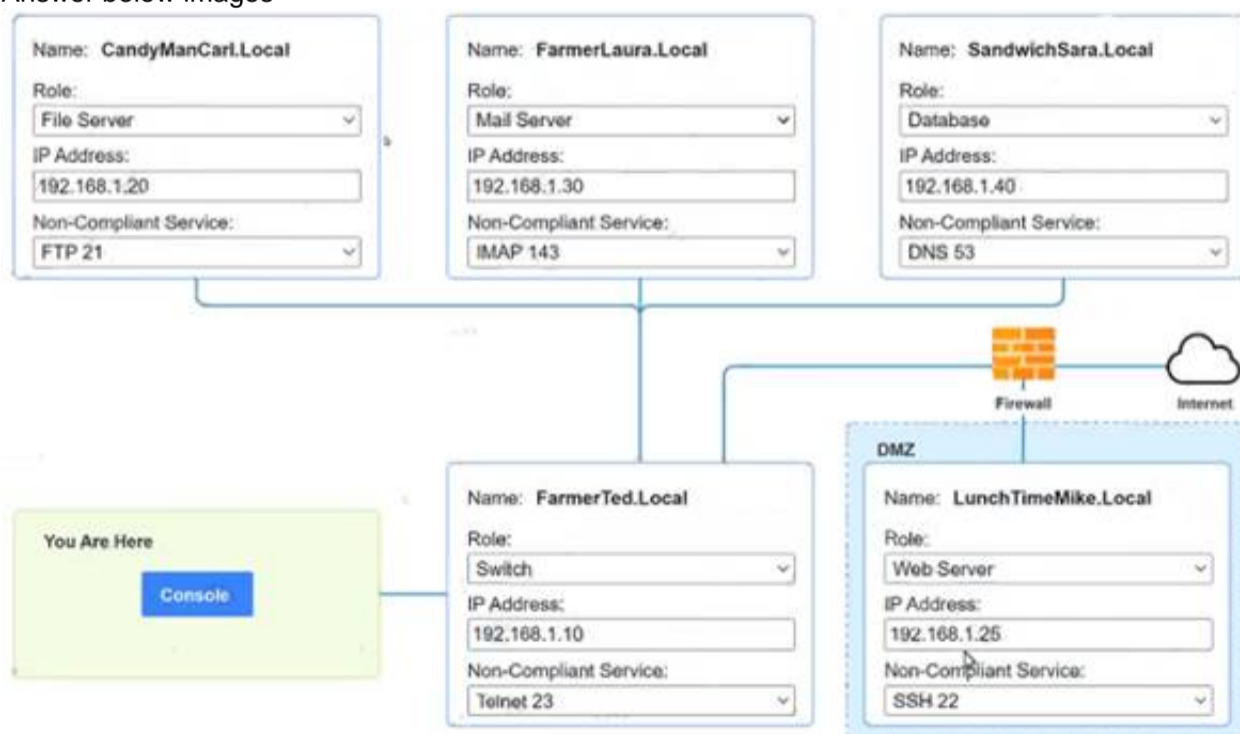 Answer below images
Name: CandyManCarl.Local
Role:
File Server
IP Address:
192.168.1.20
Non-Compliant Service:
FTP 21
Name: FarmerLaura.Local
Role:
Mail Server
IP Address:
192.168.1.30
Non-Compliant Service:
IMAP 143
Name: SandwichSara.Local
Role:
Database
IP Address:
192.168.1.40
Non-Compliant Service:
DNS 53
Firewall
Internet
You Are Here
Console
Name: FarmerTed.Local
Role:
Switch
IP Address:
192.168.1.10
Non-Compliant Service:
Telnet 23
DMZ
Name: LunchTimeMike.Local
Role:
Web Server
IP Address:
192.168.1.25
Non-Compliant Service:
SSH 22